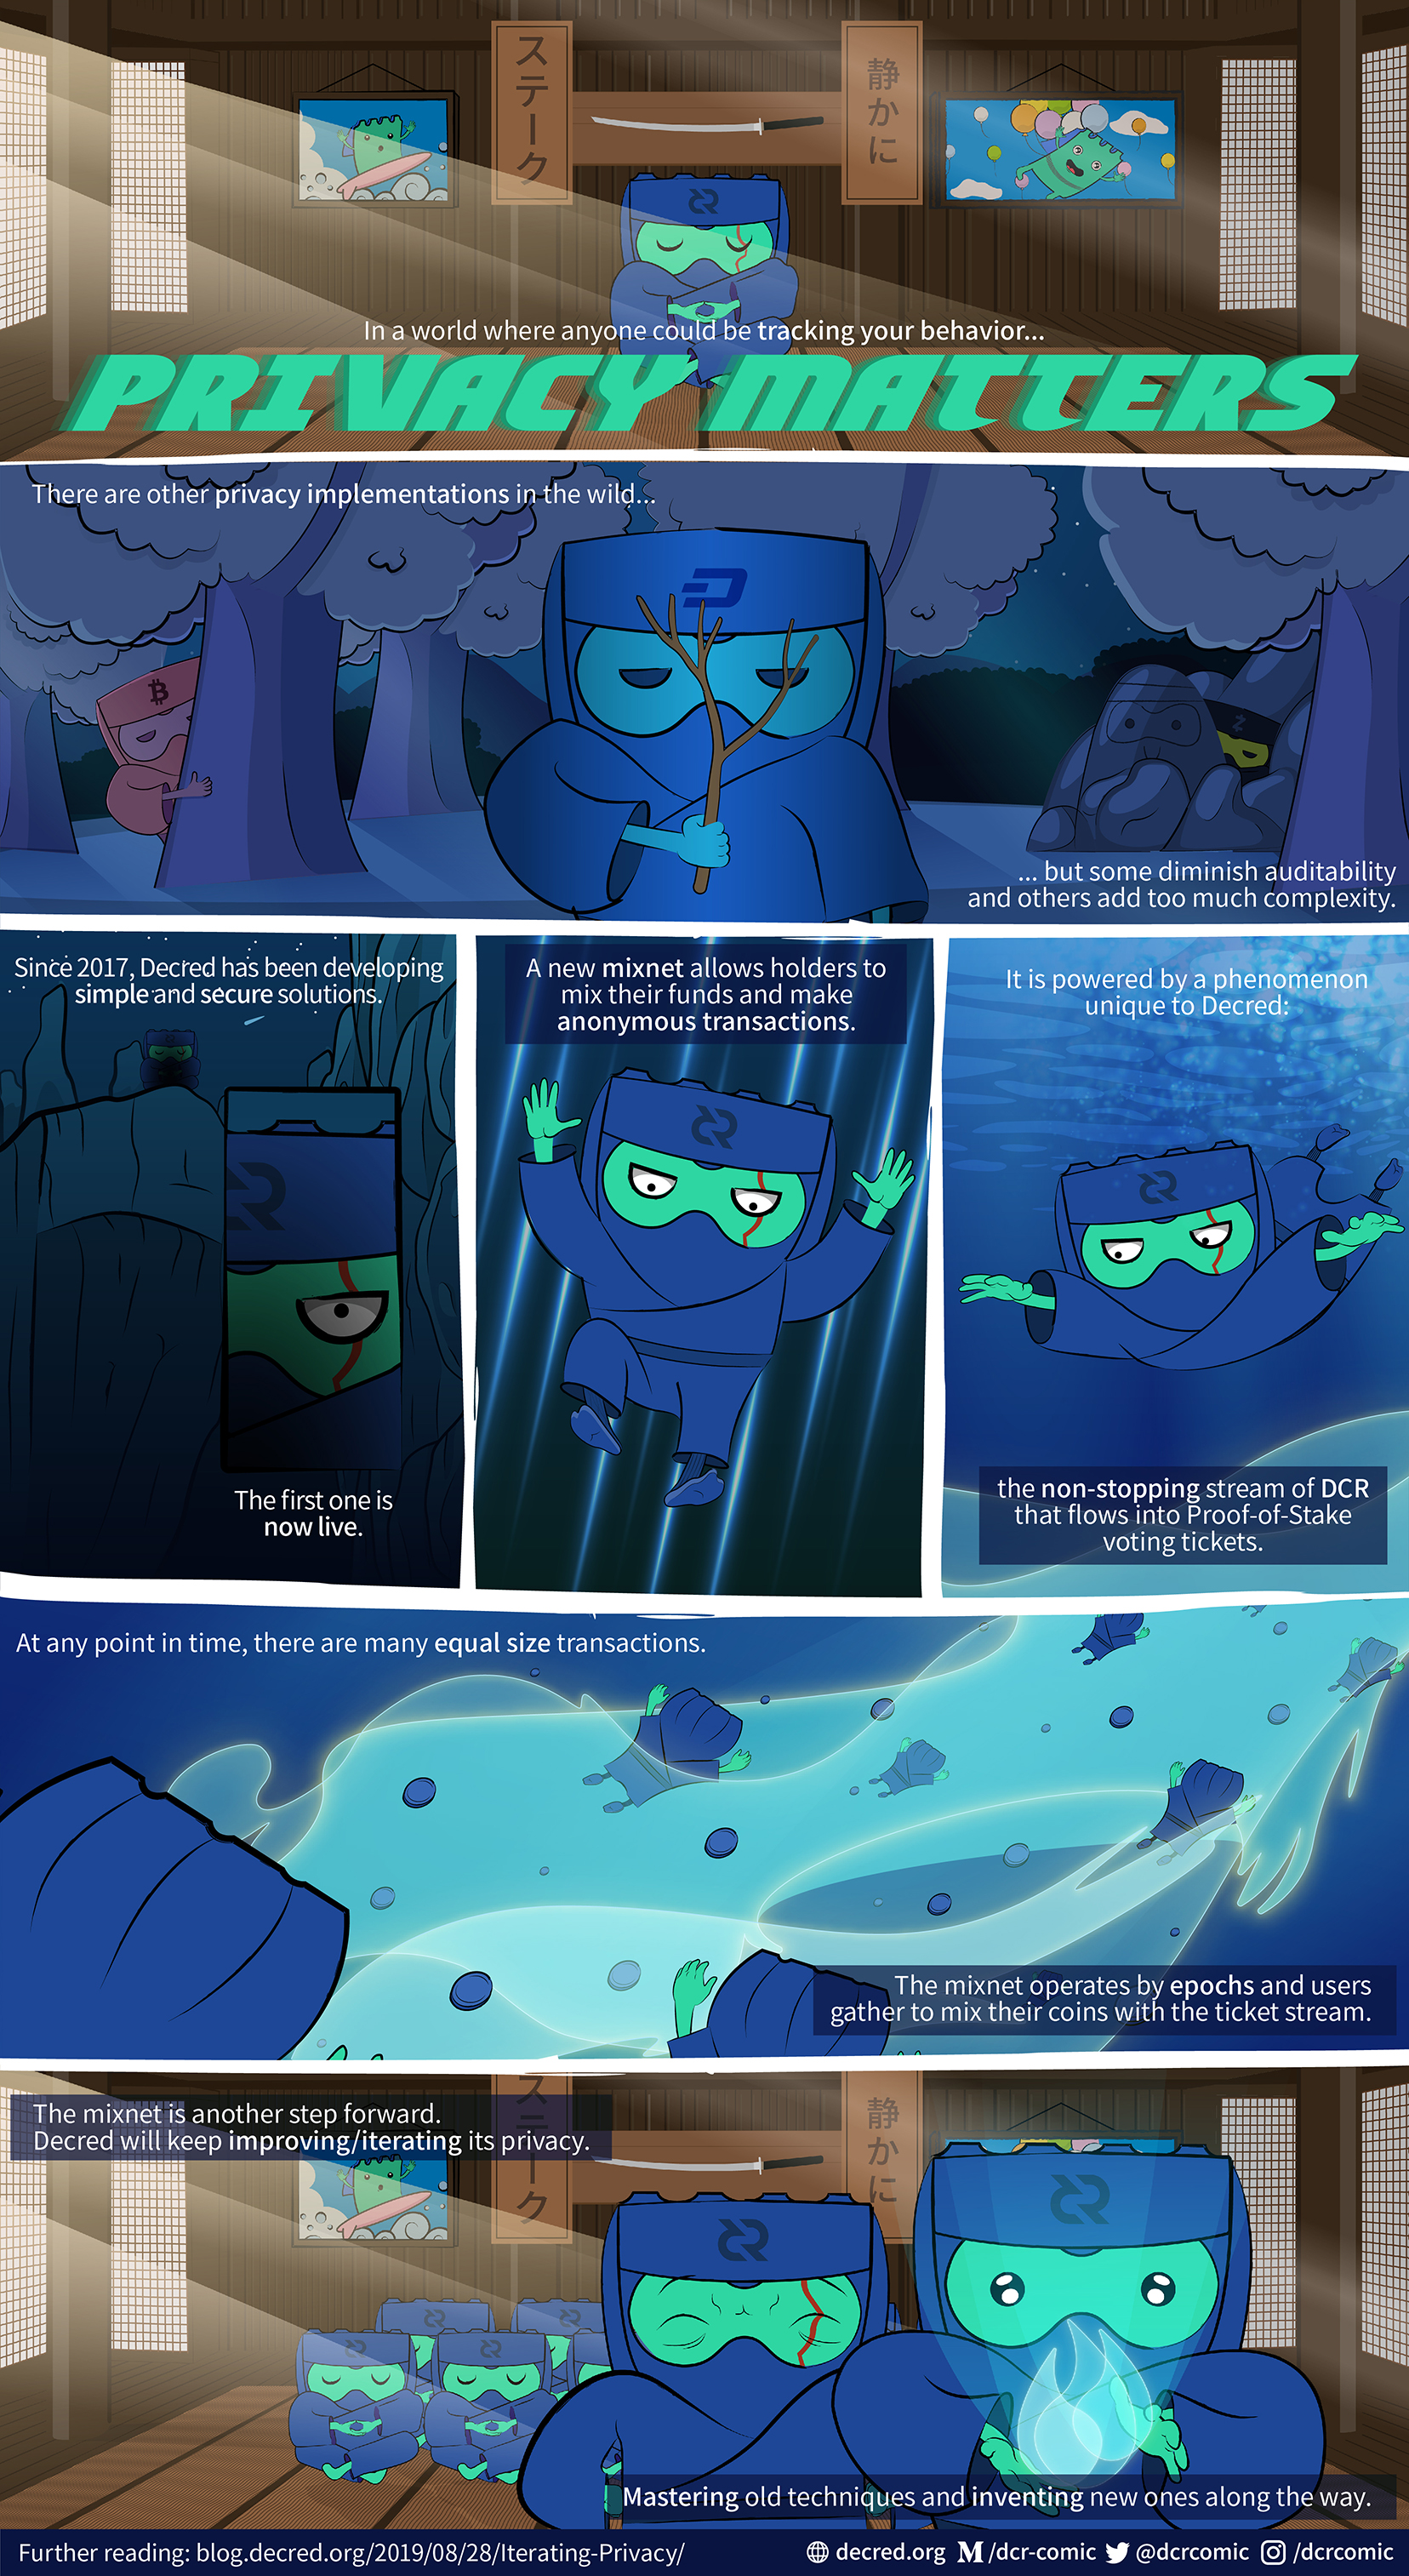 ステーク
静かに
In a world where anyone could be tracking your behavior...
PRIVACY MATTERS
There are other privacy implementations in the wild...
... but some diminish auditability
and others add too much complexity.
Since 2017, Decred has been developing
simple and secure solutions.
The first one is
now live.
A new mixnet allows holders to
mix their funds and make
anonymous transactions.
It is powered by a phenomenon
unique to Decred:
the non-stopping stream of DCR
that flows into Proof-of-Stake
voting tickets.
At any point in time, there are many equal size transactions.
The mixnet operates by epochs and users
gather to mix their coins with the ticket stream.
ステーク
静かに
The mixnet is another step forward.
Decred will keep improving/iterating its privacy.
Mastering old techniques and inventing new ones along the way.
Further reading: blog.decred.org/2019/08/28/Iterating-Privacy/
decred.org M/dcr-comic @dcrcomic /dcrcomic